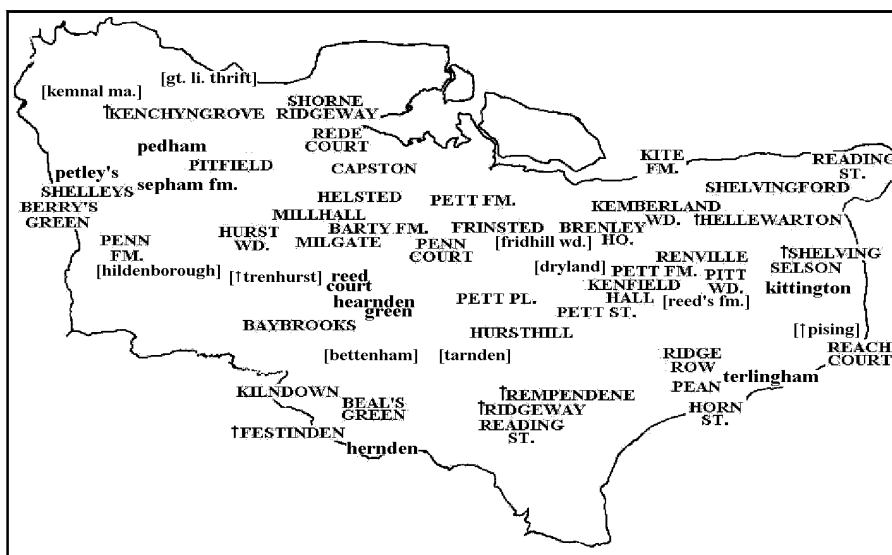 [gt. li. thrift]
[kemnal ma.]
†KENCHYNGROVE
SHORNE
RIDGEWAY
REDE
COURT
pedham
PITFIELD
CAPSTON
KITE
FM.
READING
ST.
petley's
SHELLEYS
sepham fm.
SHELVINGFORD
BERRY'S
GREEN
HELSTED
PETT FM.
KEMBERLAND
WD.
†HELLEWARTON
MILLHALL
HURST
WD.
BARTY FM.
MILGATE
FRINSTED
BRENLEY
HO.
PENN
FM.
PENN
COURT
[fridhill wd.]
RENVILLE
†SHELVING
SELSON
[hildenborough]
[†trenhurst]
reed
court
[dryland]
PETT FM.
PITT
WD.
kittington
KENFIELD
HALL
[reed's fm.]
hearnden
green
PETT PL.
PETT ST.
BAYBROOKS
HURSTHILL
[†pising]
REACH
COURT
[bettenham]
[tarnden]
RIDGE
ROW
terlingham
PEAN
KILNDOWN
BEAL'S
GREEN
†REMPENDENE
†RIDGEWAY
READING
ST.
HORN
ST.
†FESTINDEN
hernden